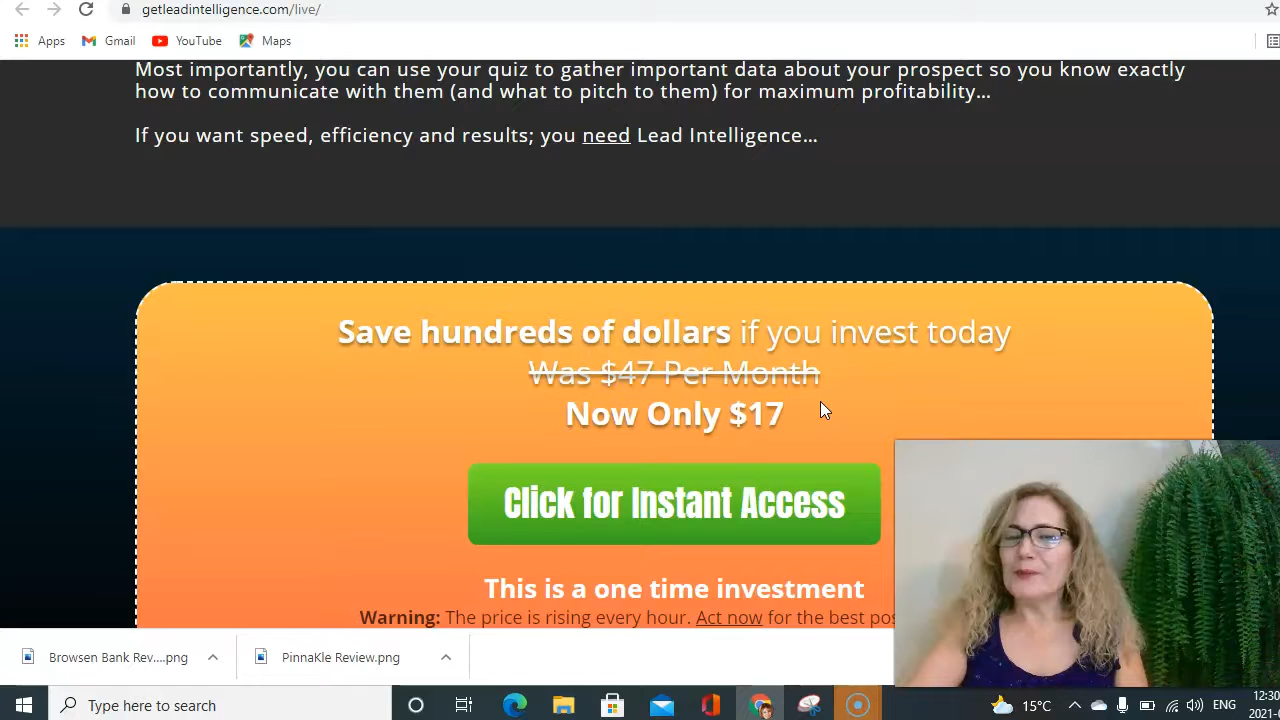 getleadintelligence.com/live/
Apps Gmail YouTube Maps
Most importantly, you can use your quiz to gather important data about your prospect so you know exactly
how to communicate with them (and what to pitch to them) for maximum profitability…
If you want speed, efficiency and results; you need Lead Intelligence…
Save hundreds of dollars if you invest today
Was $47 Per Month
Now Only $17
Click for Instant Access
This is a one time investment
Warning: The price is rising every hour. Act now for the best
Browsen Bank Rev....png PinnaKle Review.png
Type here to search
15°C ENG 12:30